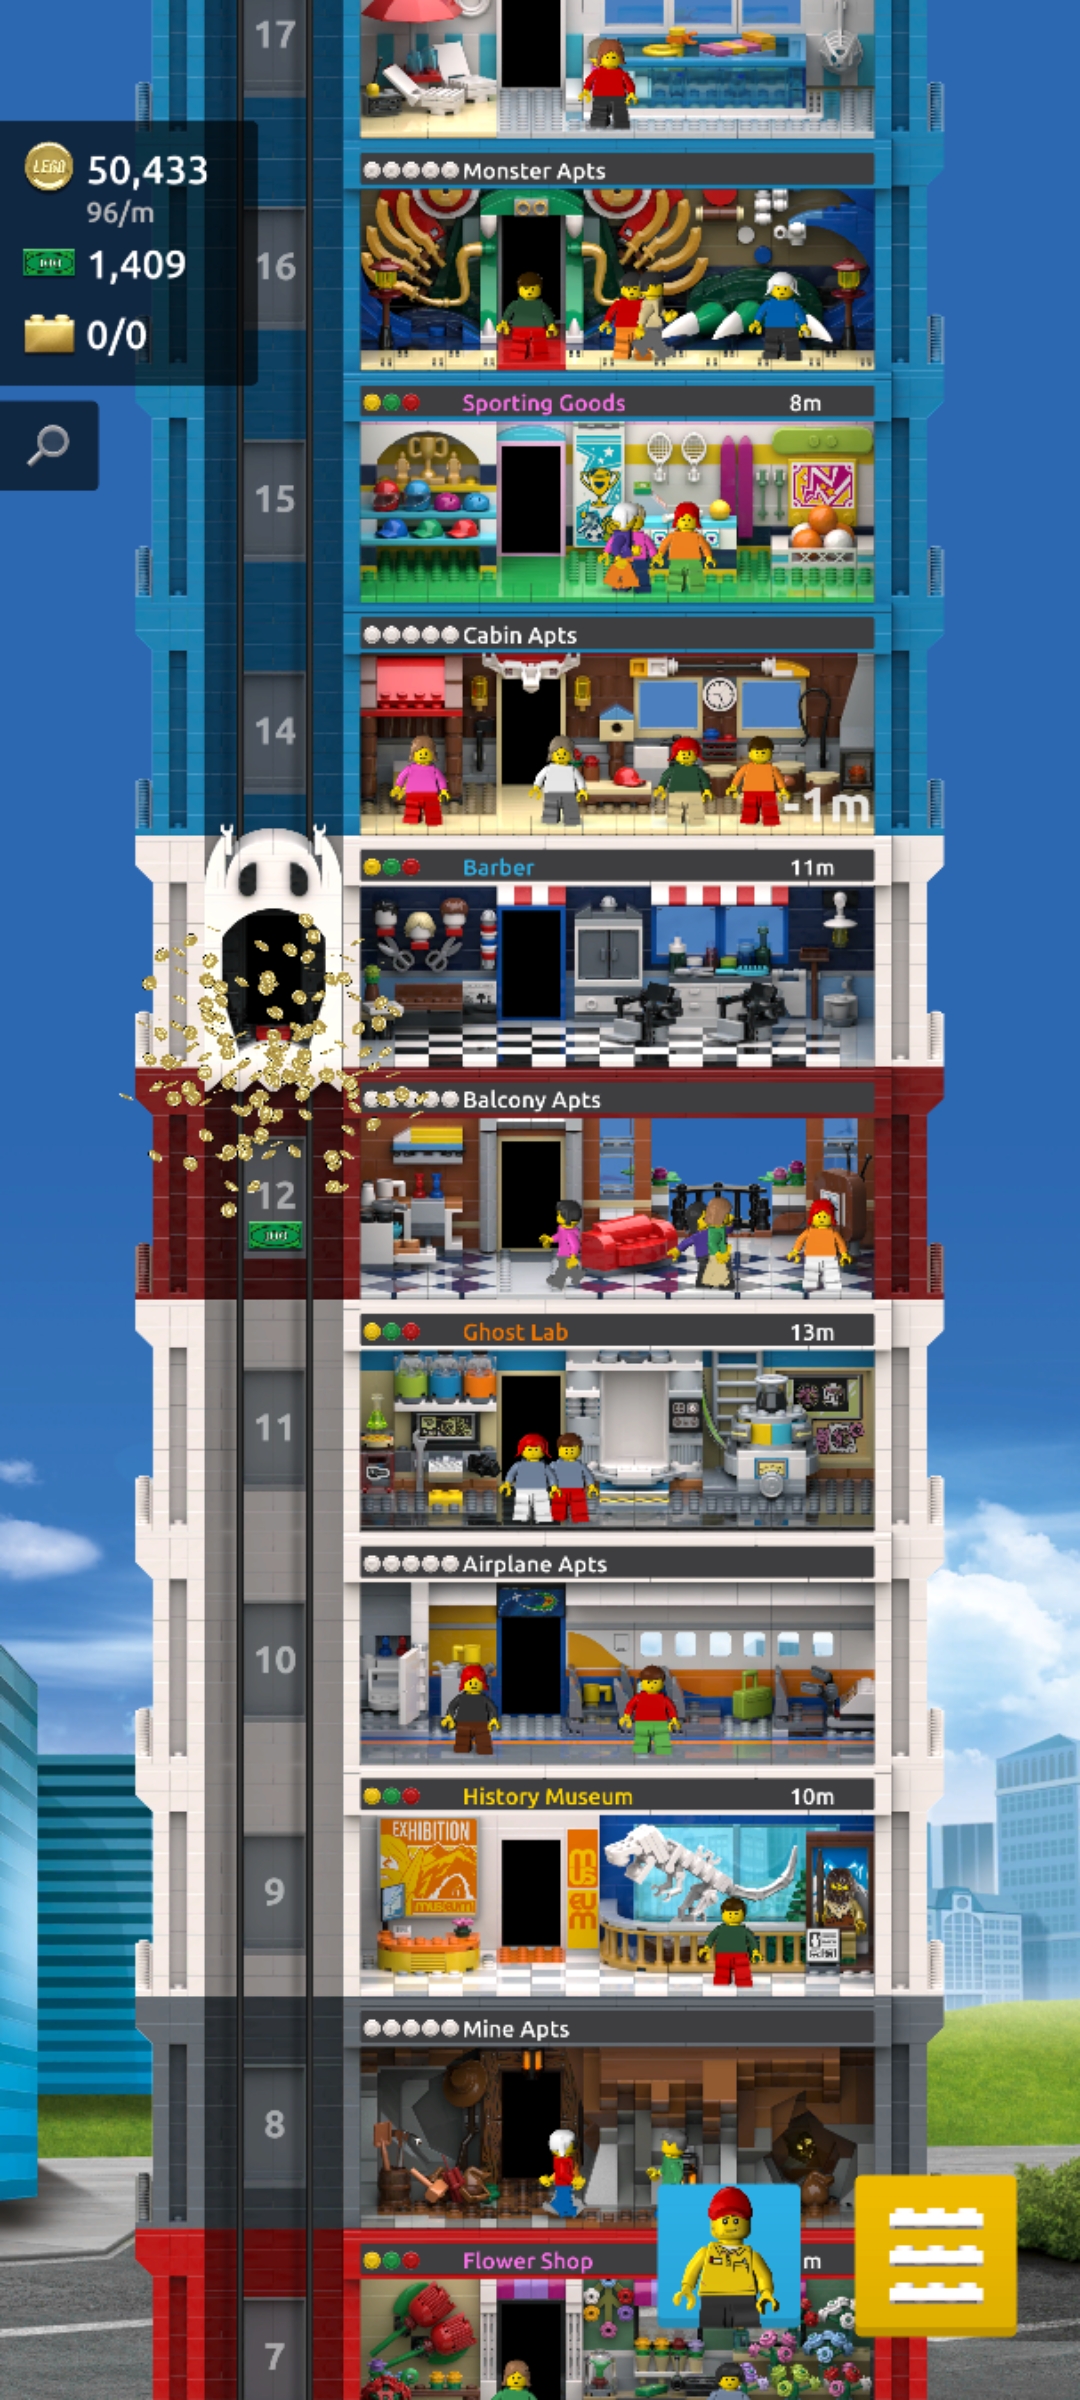 17
LEGO
50,433
96/m
1,409
0/0
Monster Apts
16
Sporting Goods 8m
15
N
Cabin Apts
14
-1m
Barber 11m
Balcony Apts
12
Ghost Lab 13m
11
Airplane Apts
10
History Museum 10m
EXHIBITION
museum
museum
9
Mine Apts
8
Flower Shop m
7